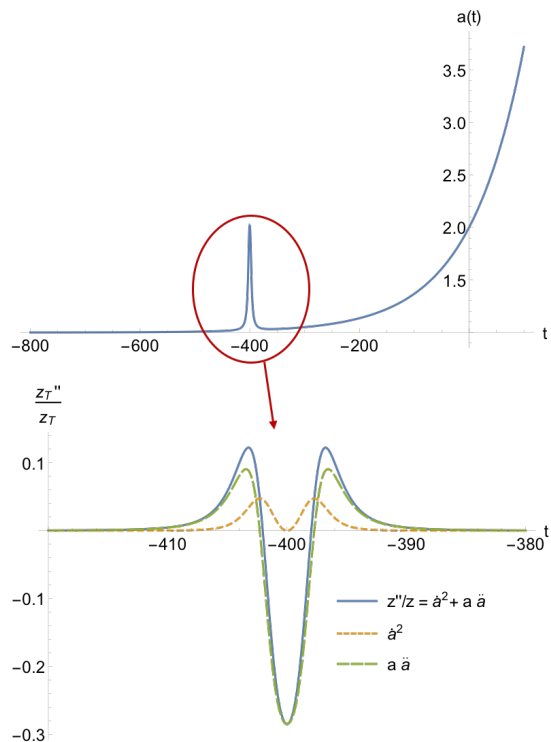 a(t)
3.5
3.0
2.5
2.0
1.5
−800 −600 −400 −200 t
z_T''
z_T
0.1
−410 −400 −390 −380 t
−0.1
−0.2
−0.3
z''/z = ȧ² + a ä
ȧ²
a ä